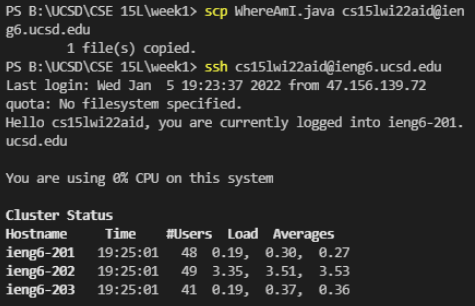 PS B:\UCSD\CSE 15L\week1> scp WhereAmI.java cs15lwi22aid@ien
g6.ucsd.edu
1 file(s) copied.
PS B:\UCSD\CSE 15L\week1> ssh cs15lwi22aid@ieng6.ucsd.edu
Last login: Wed Jan  5 19:23:37 2022 from 47.156.139.72
quota: No filesystem specified.
Hello cs15lwi22aid, you are currently logged into ieng6-201.
ucsd.edu
You are using 0% CPU on this system
Cluster Status
Hostname     Time    #Users  Load  Averages
ieng6-201   19:25:01   48  0.19,  0.30,  0.27
ieng6-202   19:25:01   49  3.35,  3.51,  3.53
ieng6-203   19:25:01   41  0.19,  0.37,  0.36